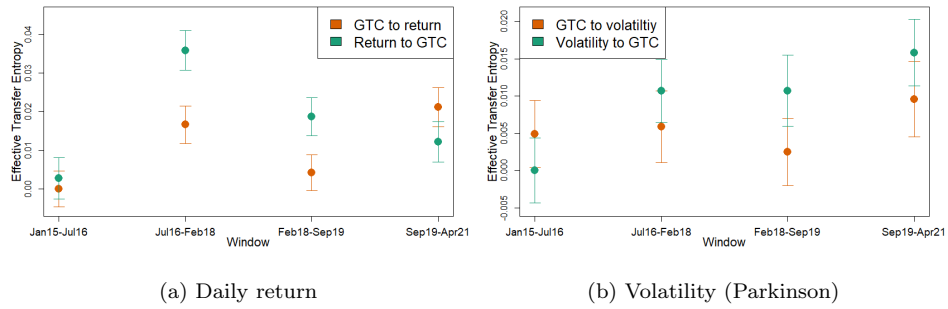 GTC to return
Return to GTC
Effective Transfer Entropy
0.04
0.03
0.02
0.01
0.00
Jan15-Jul16
Jul16-Feb18
Feb18-Sep19
Sep19-Apr21
Window
(a) Daily return
GTC to volatiltiy
Volatility to GTC
Effective Transfer Entropy
0.020
0.015
0.010
0.005
0.000
-0.005
Jan15-Jul16
Jul16-Feb18
Feb18-Sep19
Sep19-Apr21
Window
(b) Volatility (Parkinson)